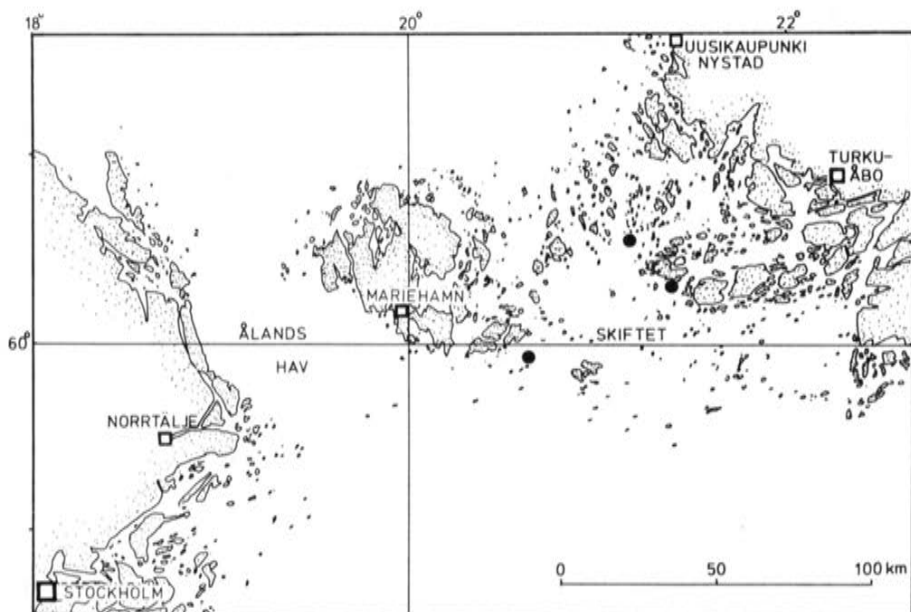 18°
20°
22°
UUSIKAUPUNKI
NYSTAD
TURKU-
ÅBO
MARIEHAMN
60°
ÅLANDS
HAV
SKIFTET
NORRTÄLJE
STOCKHOLM
0 50 100 km